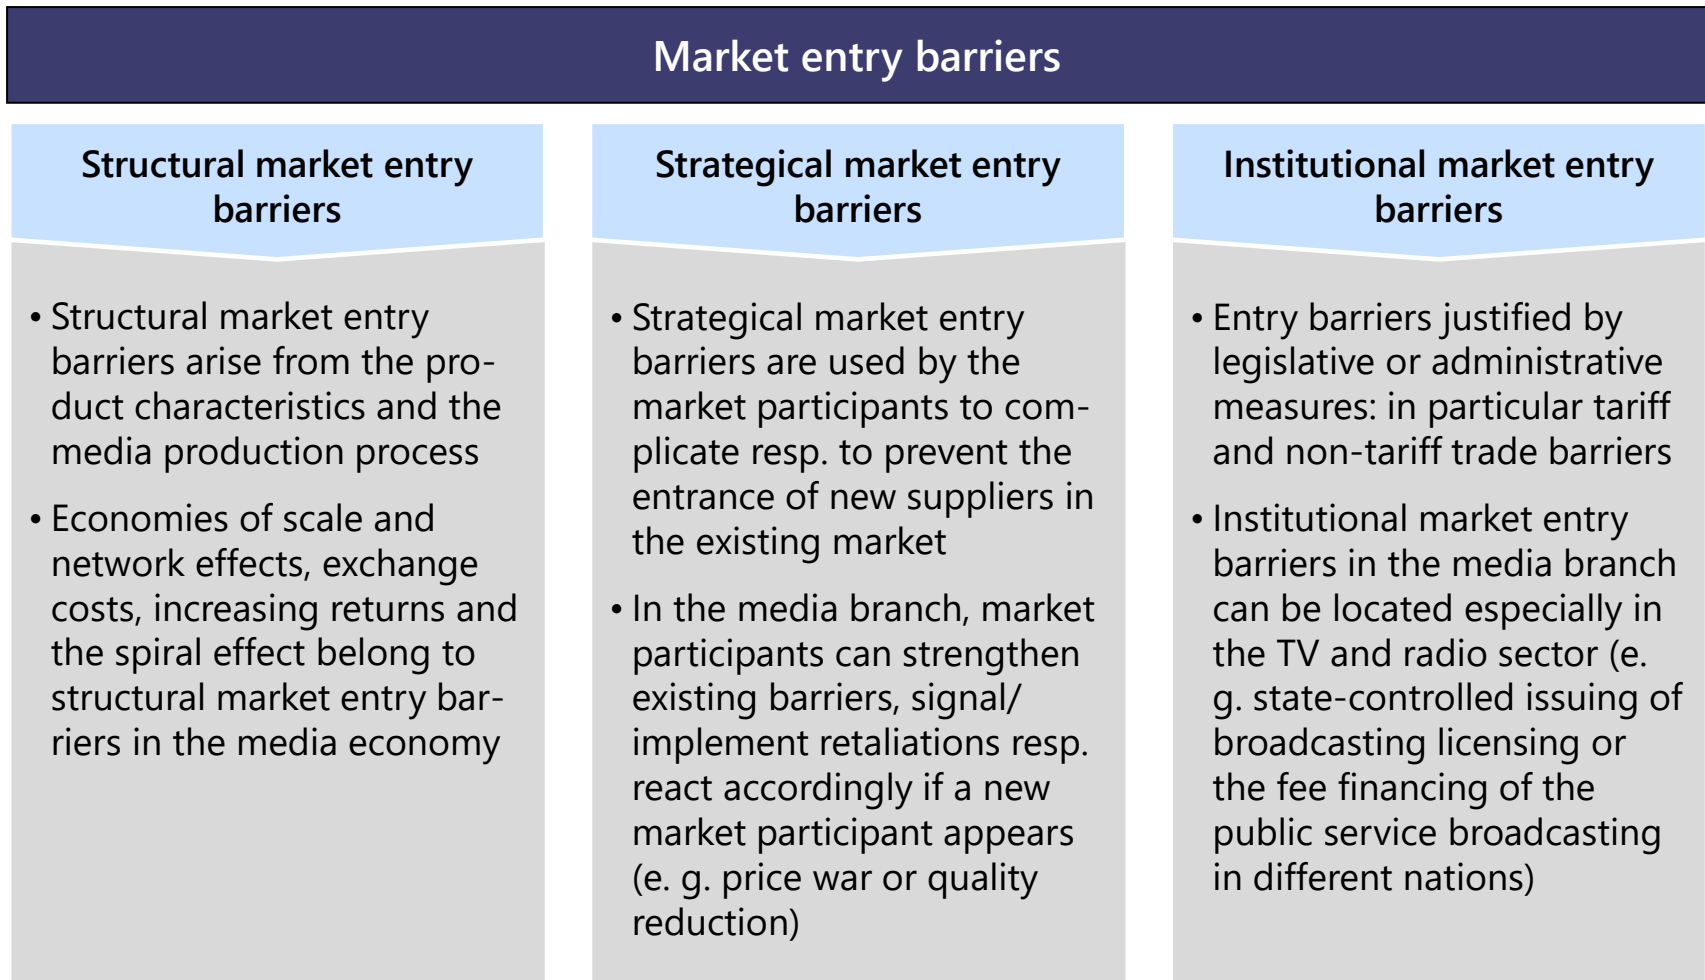 Market entry barriers
Structural market entry
barriers
• Structural market entry
barriers arise from the pro-
duct characteristics and the
media production process
• Economies of scale and
network effects, exchange
costs, increasing returns and
the spiral effect belong to
structural market entry bar-
riers in the media economy
Strategical market entry
barriers
• Strategical market entry
barriers are used by the
market participants to com-
plicate resp. to prevent the
entrance of new suppliers in
the existing market
• In the media branch, market
participants can strengthen
existing barriers, signal/
implement retaliations resp.
react accordingly if a new
market participant appears
(e. g. price war or quality
reduction)
Institutional market entry
barriers
• Entry barriers justified by
legislative or administrative
measures: in particular tariff
and non-tariff trade barriers
• Institutional market entry
barriers in the media branch
can be located especially in
the TV and radio sector (e.
g. state-controlled issuing of
broadcasting licensing or
the fee financing of the
public service broadcasting
in different nations)